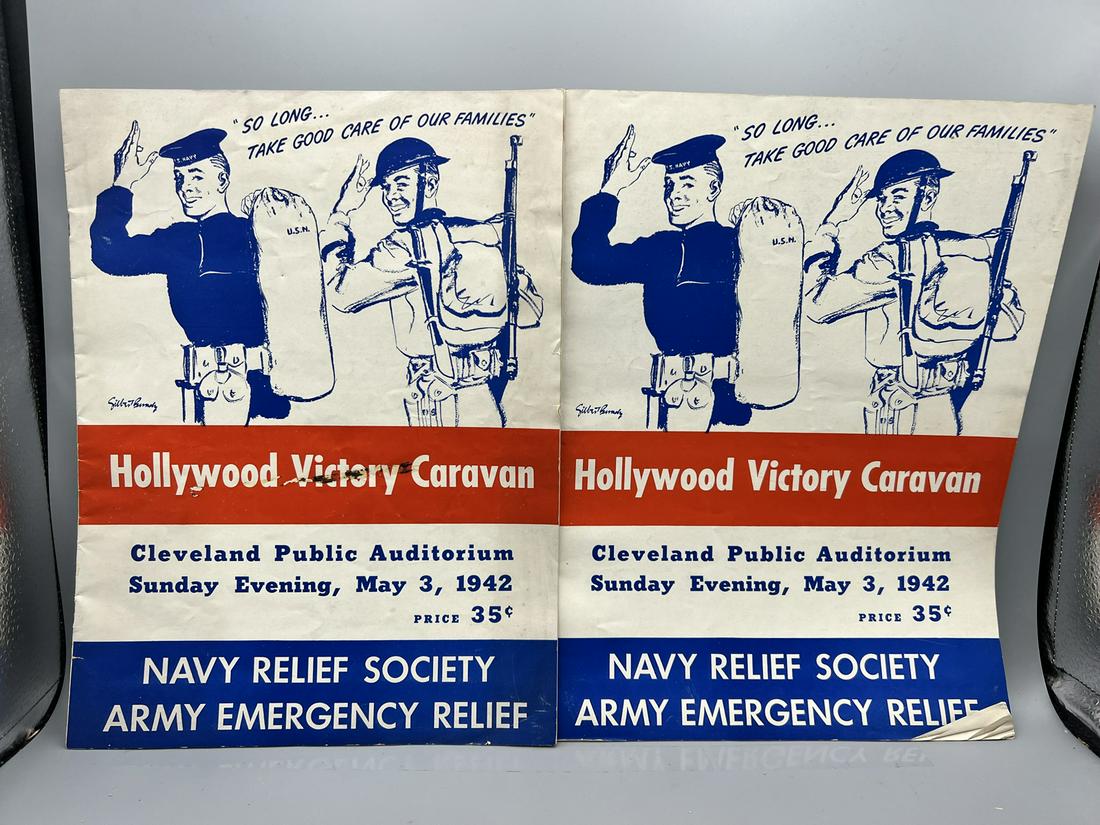 "SO LONG...
TAKE GOOD CARE OF OUR FAMILIES"
S. NAVY
U.S.N.
Gilbert Bundy
Hollywood Victory Caravan
Cleveland Public Auditorium
Sunday Evening, May 3, 1942
PRICE 35¢
NAVY RELIEF SOCIETY
ARMY EMERGENCY RELIEF
"SO LONG...
TAKE GOOD CARE OF OUR FAMILIES"
S. NAVY
U.S.N.
US
Gilbert Bundy
Hollywood Victory Caravan
Cleveland Public Auditorium
Sunday Evening, May 3, 1942
PRICE 35¢
NAVY RELIEF SOCIETY
ARMY EMERGENCY RELIEF